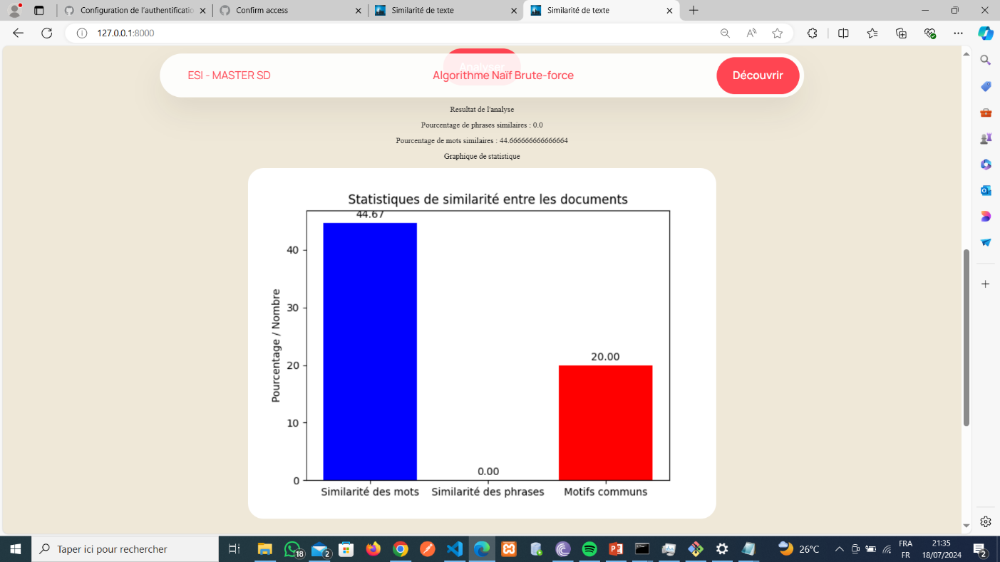 Configuration de l'authentificatio
Confirm access
Similarité de texte
Similarité de texte
127.0.0.1:8000
Analyser
ESI - MASTER SD
Algorithme Naïf Brute-force
Découvrir
Resultat de l'analyse
Pourcentage de phrases similaires : 0.0
Pourcentage de mots similaires : 44.666666666666664
Graphique de statistique
Statistiques de similarité entre les documents
44.67
40
30
20
10
0
Pourcentage / Nombre
0.00
20.00
Similarité des mots
Similarité des phrases
Motifs communs
Taper ici pour rechercher
18
2
26°C
FRA
FR
21:35
18/07/2024
2